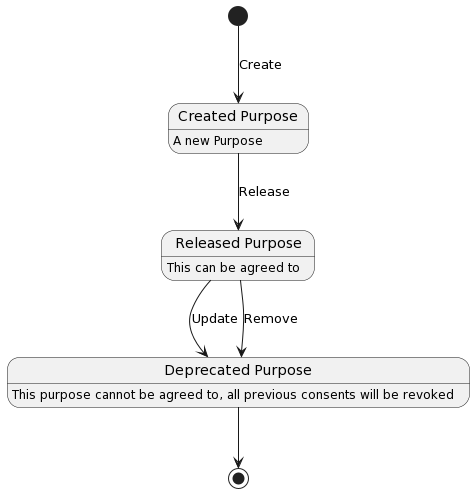 Create
Created Purpose
A new Purpose
Release
Released Purpose
This can be agreed to
Update
Remove
Deprecated Purpose
This purpose cannot be agreed to, all previous consents will be revoked